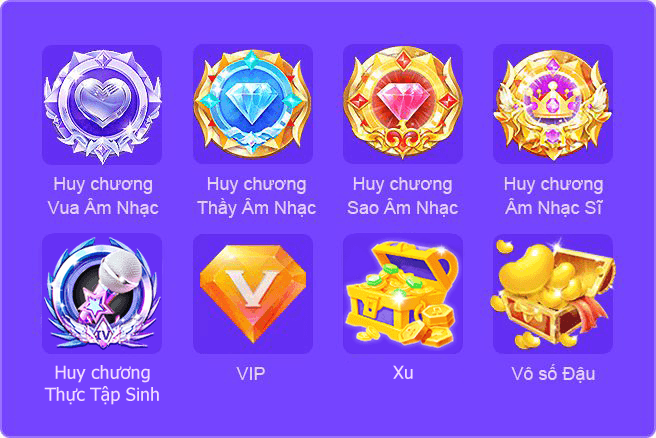 Huy chương
Vua Âm Nhạc
Huy chương
Thầy Âm Nhạc
Huy chương
Sao Âm Nhạc
Huy chương
Âm Nhạc Sĩ
TV
V
Huy chương
Thực Tập Sinh
VIP
Xu
Vô số Đậu